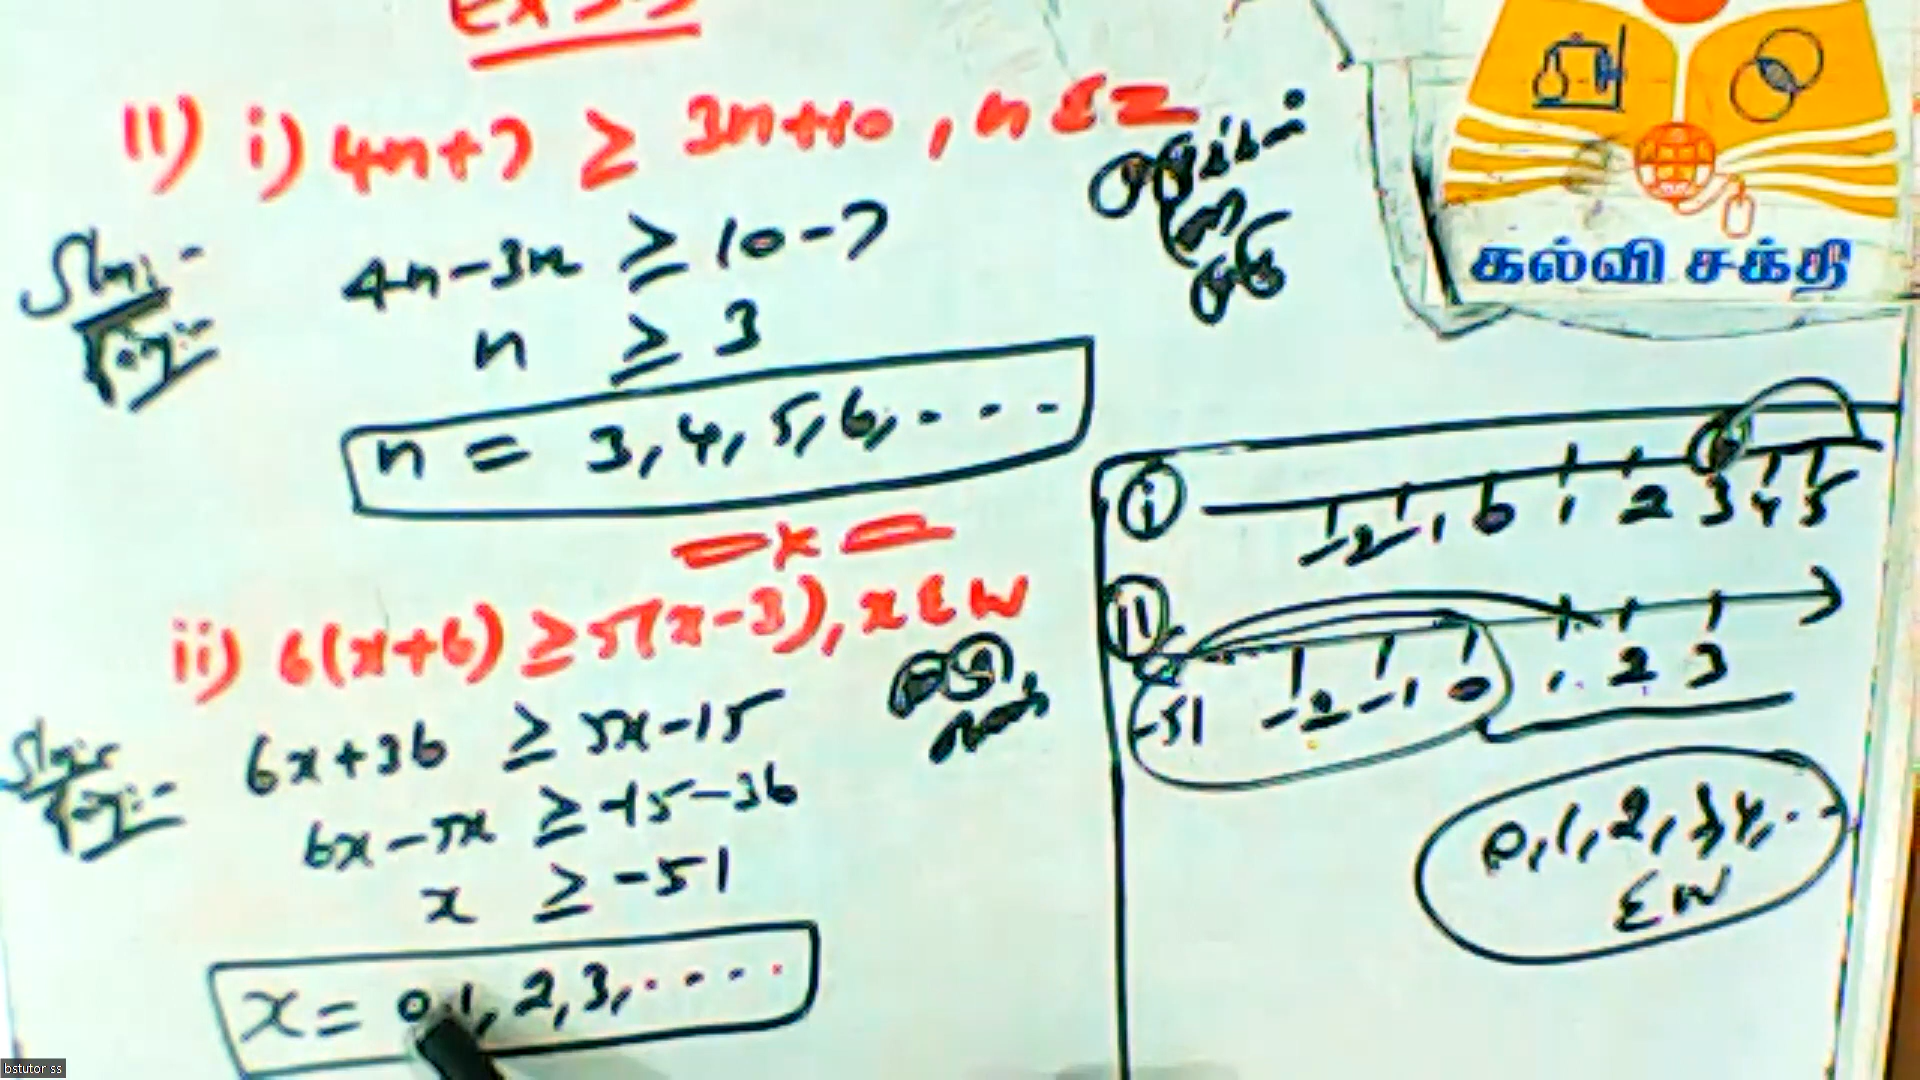 11) i) 4n+7 ≥ 3n+10, n ∈ Z
Sln:-
4n-3n ≥ 10-7
n ≥ 3
n = 3, 4, 5, 6, . . . .
— x —
ii) 6(x+6) ≥ 5(x-3), x ∈ W
6x+36 ≥ 5x-15
6x-5x ≥ -15-36
x ≥ -51
x = 0, 1, 2, 3, . . . .
கல்வி சக்தி
i
-2 -1 0 1 2 3 4 5
ii
-51 -2 -1 0 1 2 3
0, 1, 2, 3, 4, . .
∈ W
bstutor ss